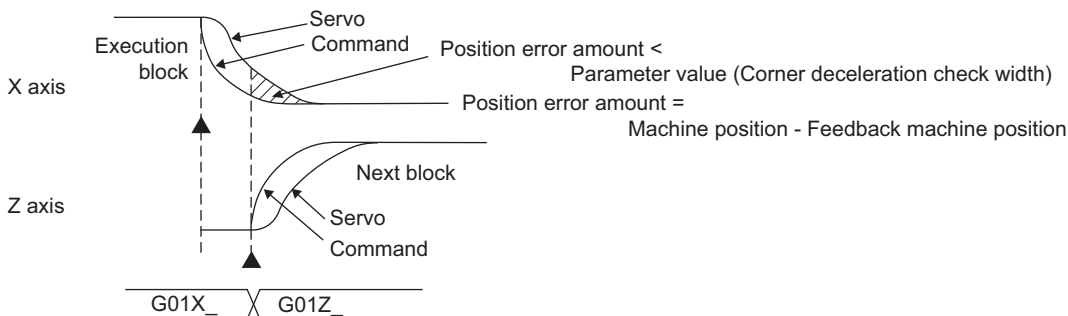 Servo
Execution
block
Command
Position error amount <
Parameter value (Corner deceleration check width)
X axis
Position error amount =
Machine position - Feedback machine position
Next block
Z axis
Servo
Command
G01X_
G01Z_